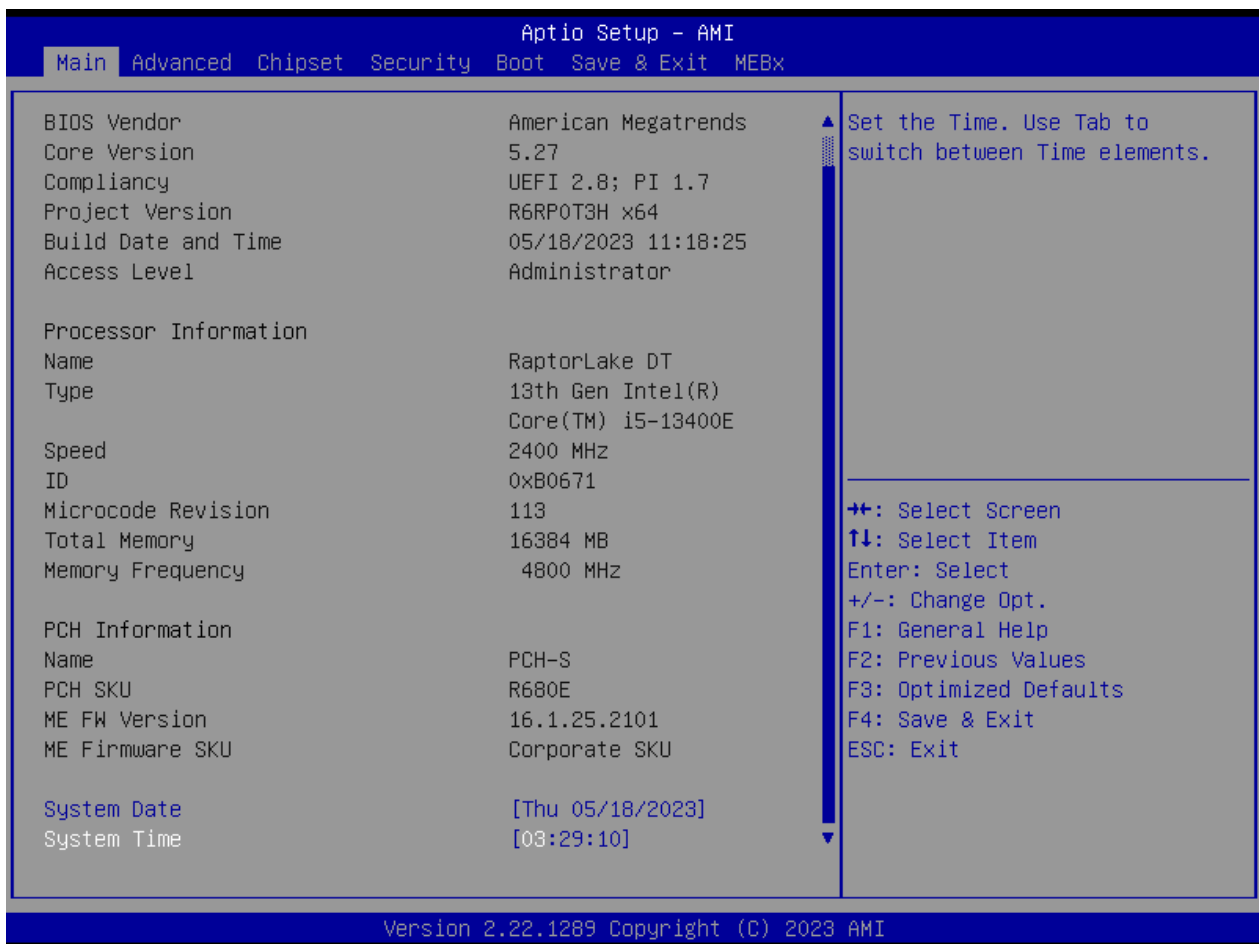 Aptio Setup – AMI
Main Advanced Chipset Security Boot Save & Exit MEBx
BIOS Vendor American Megatrends
Core Version 5.27
Compliancy UEFI 2.8; PI 1.7
Project Version R6RP0T3H x64
Build Date and Time 05/18/2023 11:18:25
Access Level Administrator
Processor Information
Name RaptorLake DT
Type 13th Gen Intel(R)
Core(TM) i5-13400E
Speed 2400 MHz
ID 0xB0671
Microcode Revision 113
Total Memory 16384 MB
Memory Frequency 4800 MHz
PCH Information
Name PCH-S
PCH SKU R680E
ME FW Version 16.1.25.2101
ME Firmware SKU Corporate SKU
System Date [Thu 05/18/2023]
System Time [03:29:10]
Set the Time. Use Tab to
switch between Time elements.
→←: Select Screen
↑↓: Select Item
Enter: Select
+/-: Change Opt.
F1: General Help
F2: Previous Values
F3: Optimized Defaults
F4: Save & Exit
ESC: Exit
Version 2.22.1289 Copyright (C) 2023 AMI